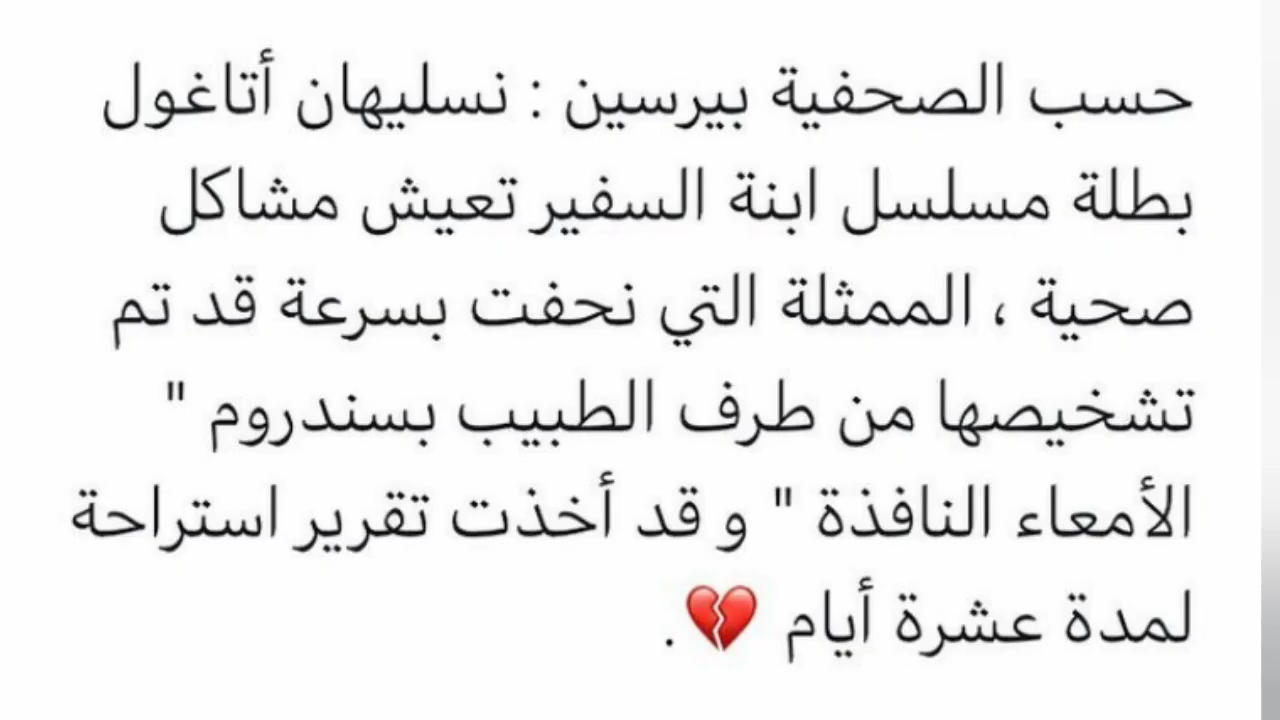 حسب الصحفية بيرسين : نسليهان أتاغول
بطلة مسلسل ابنة السفير تعيش مشاكل
صحية ، الممثلة التي نحفت بسرعة قد تم
تشخيصها من طرف الطبيب بسندروم "
الأمعاء النافذة " و قد أخذت تقرير استراحة
لمدة عشرة أيام 💔 .